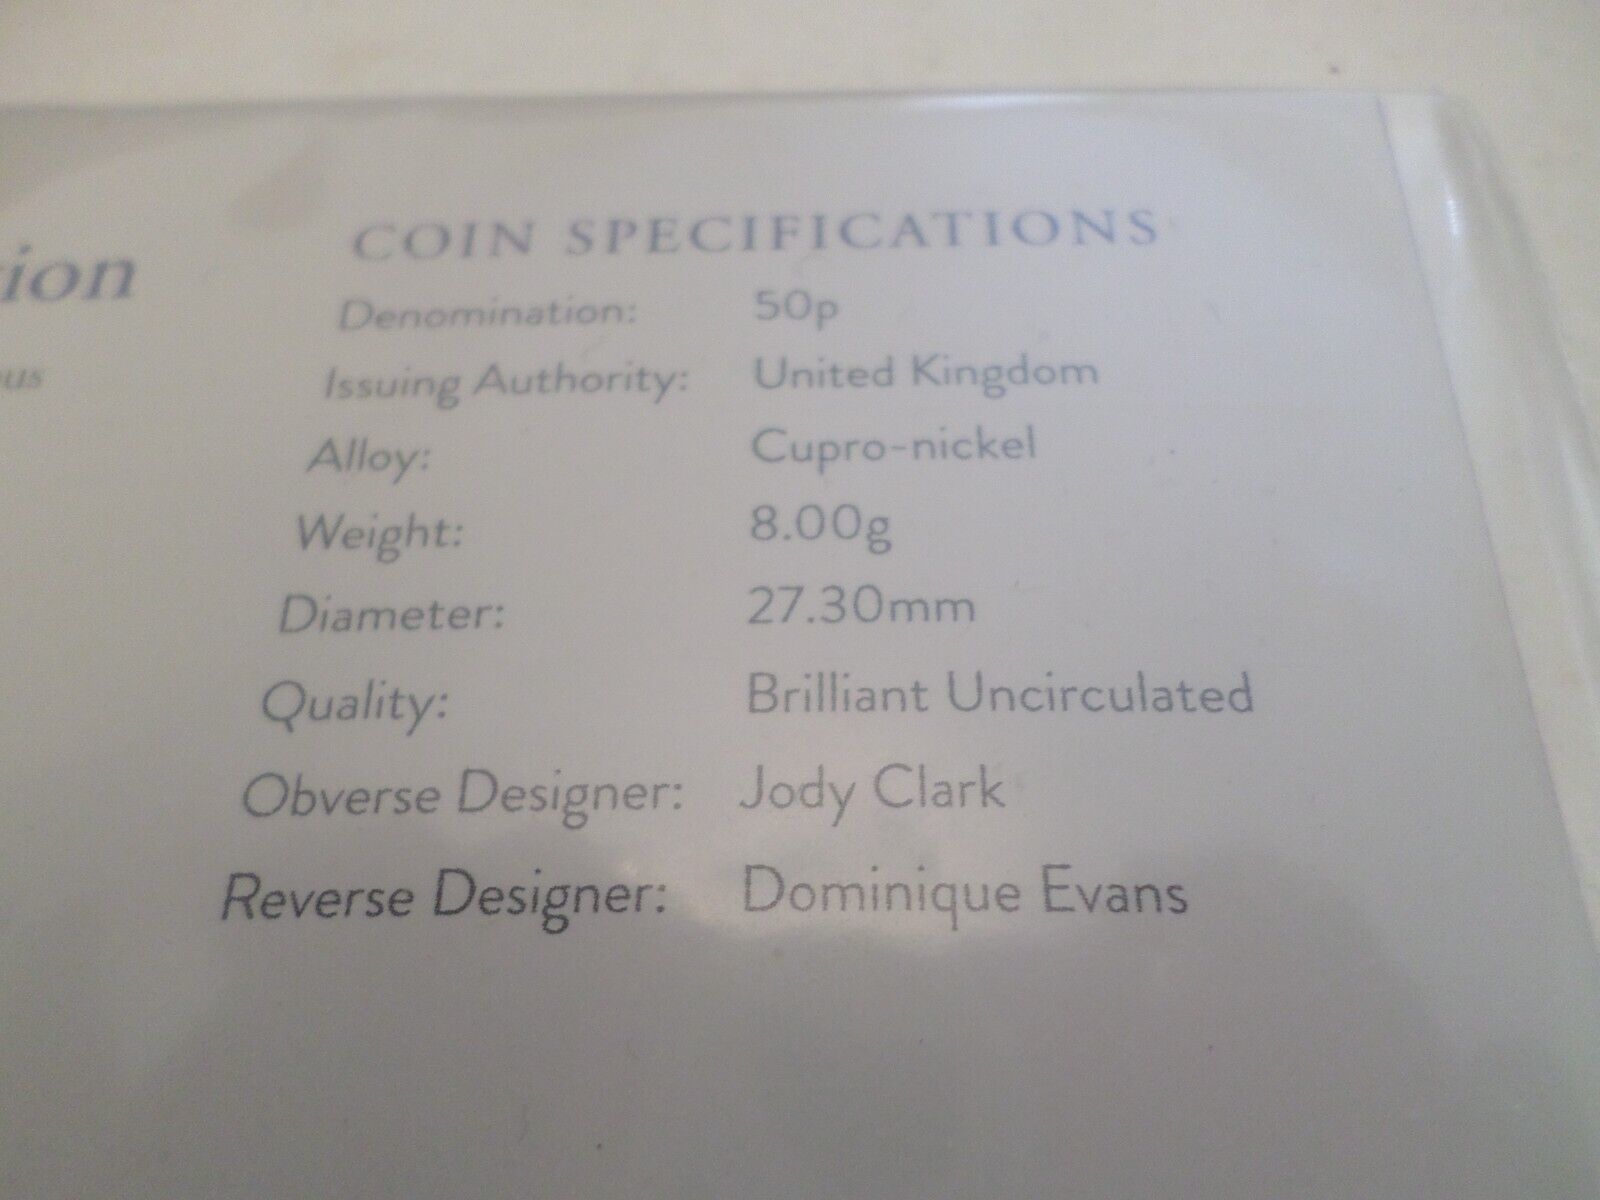 COIN SPECIFICATIONS
ion
Denomination: 50p
Issuing Authority: United Kingdom
us
Alloy: Cupro-nickel
Weight: 8.00g
Diameter: 27.30mm
Quality: Brilliant Uncirculated
Obverse Designer: Jody Clark
Reverse Designer: Dominique Evans